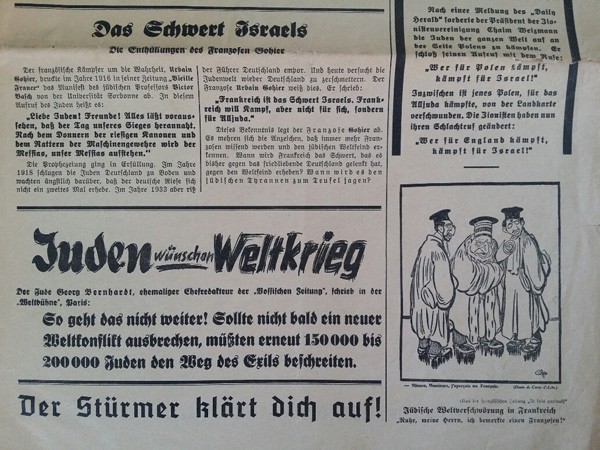 Das Schwert Israels
Die Enthüllungen des Franzosen Gohier
Der französische Kämpfer um die Wahrheit, Urbain
Gohier, druckte im Jahre 1916 in seiner Zeitung „Vieille
France“ das Manifest des jüdischen Professors Victor
Basch von der Universität Sorbonne ab. In diesem
Aufruf des Juden heißt es:
„Liebe Juden! Freunde! Alles läßt voraus-
sehen, daß der Tag unseres Sieges herannaht.
Nach dem Donnern der riesigen Kanonen und
dem Rattern der Maschinengewehre wird der
Messias, unser Messias auferstehen.“
Die Prophezeiung ging in Erfüllung. Im Jahre
1918 schlugen die Juden Deutschland zu Boden und
wachten ängstlich darüber, daß der deutsche Riese sich
nicht ein zweites Mal erhebe. Im Jahre 1933 aber riß
der Führer Deutschland empor. Und heute versucht die
Judenwelt wieder Deutschland zu zerschmettern. Der
Franzose Urban Gohier weiß dies. Er schrieb:
„Frankreich ist das Schwert Israels. Frank-
reich will Kampf, aber nicht für sich, sondern
für Alljuda.“
Dieses Bekenntnis legt der Franzose Gohier ab.
Es mehren sich die Anzeichen, daß immer mehr Fran-
zosen wissend werden und den jüdischen Weltfeind er-
kennen. Wann wird Frankreich das Schwert, das es
bisher gegen das friedliebende Deutschland gelenkt hat,
gegen den Weltfeind erheben? Wann wird es den
jüdischen Tyrannen zum Teufel jagen?
Juden wünschen Weltkrieg
Der Jude Georg Bernhardt, ehemaliger Chefredakteur der „Vossischen Zeitung“, schrieb in der
„Weltbühne“, Paris:
So geht das nicht weiter! Sollte nicht bald ein neuer
Weltkonflikt ausbrechen, müßten erneut 150000 bis
200000 Juden den Weg des Exils beschreiten.
Der Stürmer klärt dich auf!
Nach einer Meldung des „Daily
Herald“ forderte der Präsident der Zio-
nistenvereinigung Chaim Weizmann
die Juden der ganzen Welt auf an
der Seite Polens zu kämpfen. Er
schloß seinen Aufruf mit dem Rufe:
„Wer für Polen kämpft,
kämpft für Israel!“
Inzwischen ist jenes Polen, für das
Alljuda kämpfte, von der Landkarte
verschwunden. Die Zionisten haben nun
ihren Schlachtruf geändert:
„Wer für England kämpft,
kämpft für Israel!“
— Silence, Messieurs, j'aperçois un Français.
Jüdische Weltverschwörung in Frankreich
„Ruhe, meine Herrn, ich bemerke einen Franzosen!“